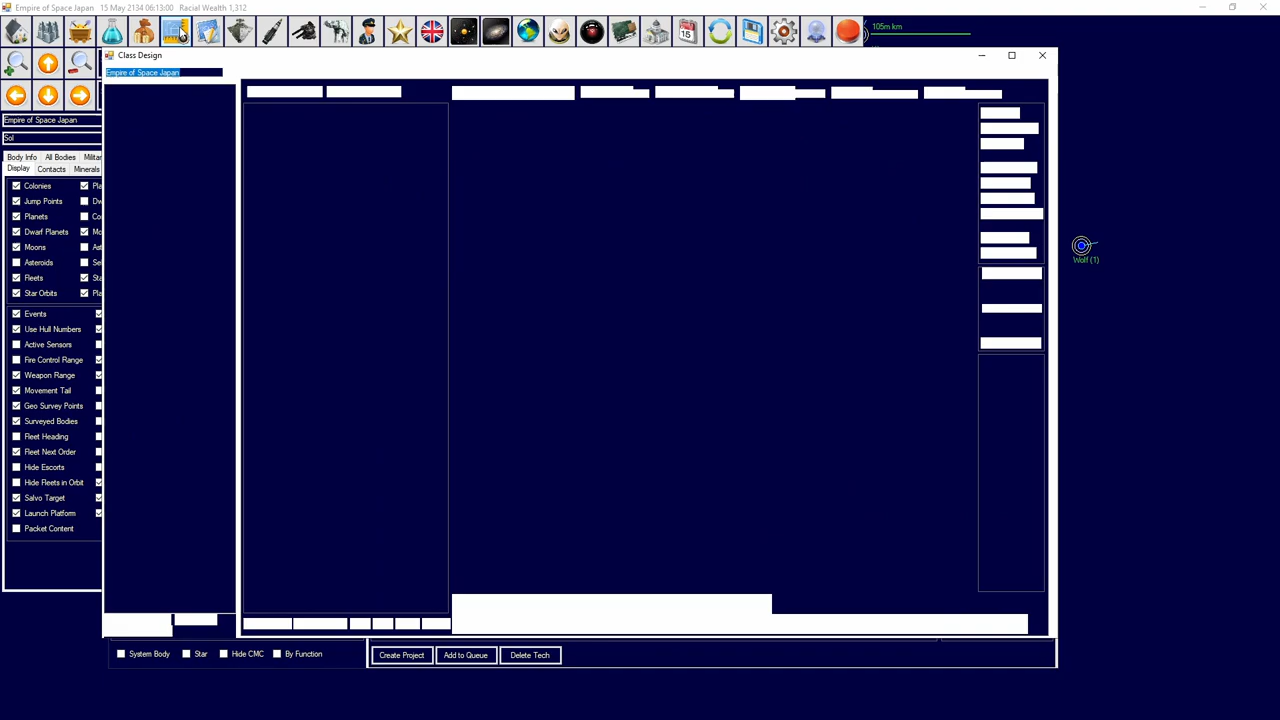 Empire of Space Japan 15 May 2134 06:13:00 Racial Wealth 1,312
105m km
15
Class Design
Empire of Space Japan
Empire of Space Japan
Sol
Body Info All Bodies
Display Contacts Minerals
Colonies
Jump Points
Planets
Dwarf Planets
Moons
Asteroids
Fleets
Star Orbits
Events
Use Hull Numbers
Active Sensors
Fire Control Range
Weapon Range
Movement Tail
Geo Survey Points
Surveyed Bodies
Fleet Heading
Fleet Next Order
Hide Escorts
Hide Fleets in Orbit
Salvo Target
Launch Platform
Packet Content
Wolf (1)
System Body Star Hide CMC By Function
Create Project Add to Queue Delete Tech